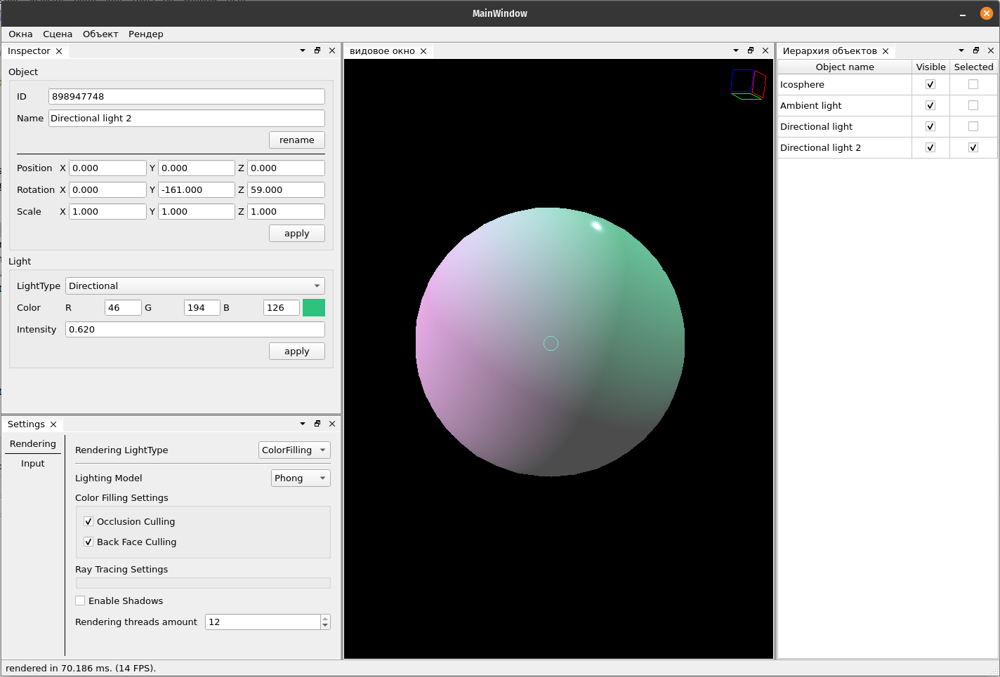 MainWindow
Окна Сцена Объект Рендер
Inspector
Object
ID 898947748
Name Directional light 2
rename
Position X 0.000 Y 0.000 Z 0.000
Rotation X 0.000 Y -161.000 Z 59.000
Scale X 1.000 Y 1.000 Z 1.000
apply
Light
LightType Directional
Color R 46 G 194 B 126
Intensity 0.620
apply
Settings
Rendering
Input
Rendering LightType ColorFilling
Lighting Model Phong
Color Filling Settings
Occlusion Culling
Back Face Culling
Ray Tracing Settings
Enable Shadows
Rendering threads amount 12
видовое окно
Иерархия объектов
Object name Visible Selected
Icosphere
Ambient light
Directional light
Directional light 2
rendered in 70.186 ms. (14 FPS).